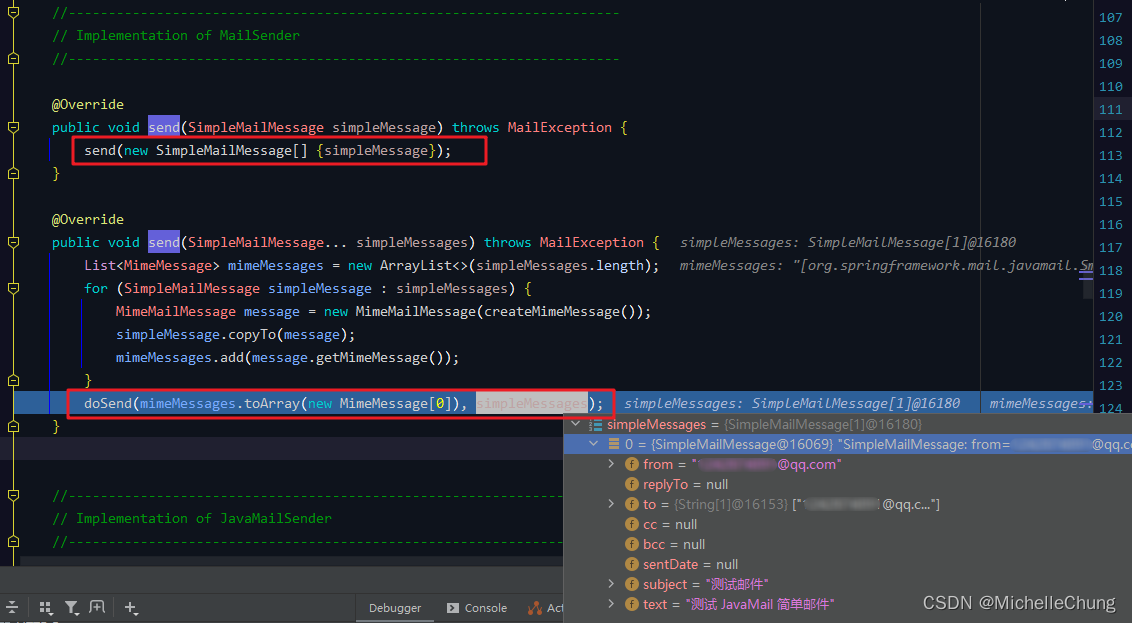 //---------------------------------------------------------------------
// Implementation of MailSender
//---------------------------------------------------------------------
@Override
public void send(SimpleMailMessage simpleMessage) throws MailException {
send(new SimpleMailMessage[] {simpleMessage});
}
@Override
public void send(SimpleMailMessage... simpleMessages) throws MailException { simpleMessages: SimpleMailMessage[1]@16180
List<MimeMessage> mimeMessages = new ArrayList<>(simpleMessages.length); mimeMessages: "[org.springframework.mail.javamail.Sm
for (SimpleMailMessage simpleMessage : simpleMessages) {
MimeMailMessage message = new MimeMailMessage(createMimeMessage());
simpleMessage.copyTo(message);
mimeMessages.add(message.getMimeMessage());
}
doSend(mimeMessages.toArray(new MimeMessage[0]), simpleMessages); simpleMessages: SimpleMailMessage[1]@16180 mimeMessages:
}
//---------------------------------------------------------------------
// Implementation of JavaMailSender
//---------------------------------------------------------------------
107
108
109
110
111
112
113
114
115
116
117
118
119
120
121
122
123
124
simpleMessages = {SimpleMailMessage[1]@16180}
0 = {SimpleMailMessage@16069} "SimpleMailMessage: from= @qq.co
from = " @qq.com"
replyTo = null
to = {String[1]@16153} [" @qq.c..."]
cc = null
bcc = null
sentDate = null
subject = "测试邮件"
text = "测试 JavaMail 简单邮件"
Debugger Console Act
CSDN @MichelleChung